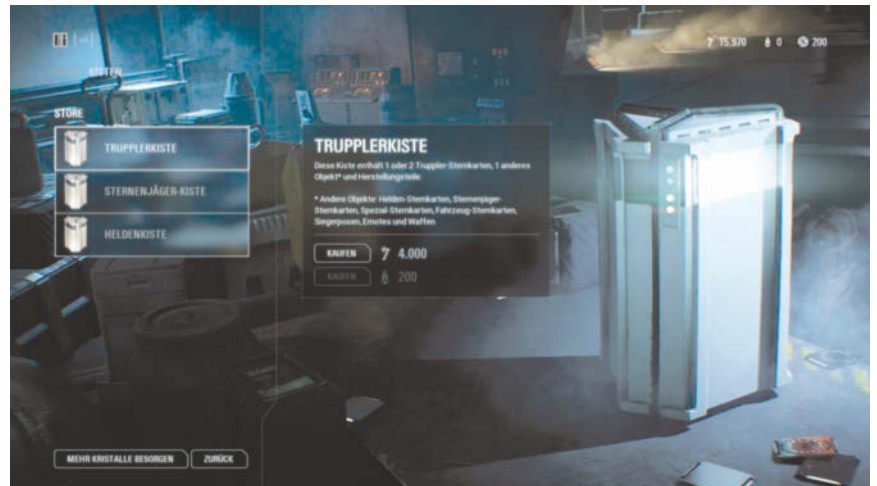 15.970 0 200
KISTEN
STORE
TRUPPLERKISTE
STERNENJÄGER-KISTE
HELDENKISTE
TRUPPLERKISTE
Diese Kiste enthält 1 oder 2 Truppler-Sternkarten, 1 anderes
Objekt* und Herstellungsteile.
* Andere Objekte: Helden-Sternkarten, Sternenjäger-
Sternkarten, Spezial-Sternkarten, Fahrzeug-Sternkarten,
Siegerposen, Emotes und Waffen.
KAUFEN 4.000
KAUFEN 200
MEHR KRISTALLE BESORGEN ZURÜCK